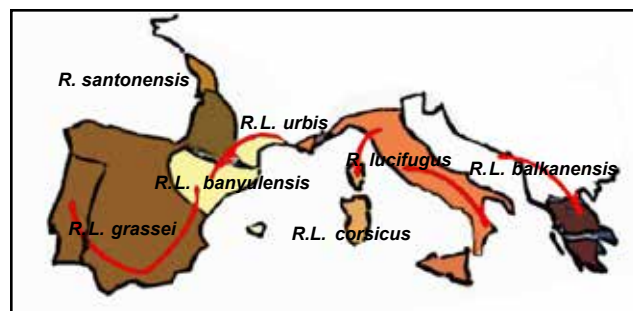 R. santonensis
R.L. urbis
R. lucifugus
R.L. balkanensis
R.L. banyulensis
R.L. grassei
R.L. corsicus